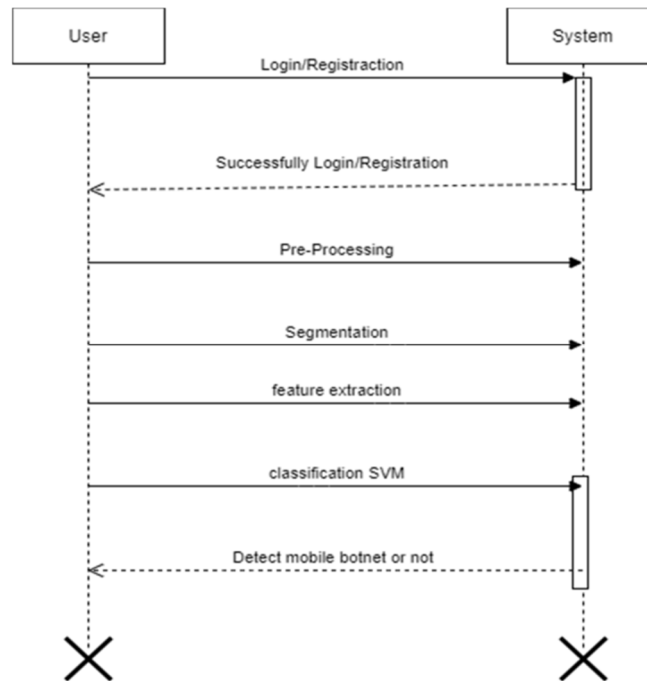 User
System
Login/Registraction
Successfully Login/Registration
Pre-Processing
Segmentation
feature extraction
classification SVM
Detect mobile botnet or not